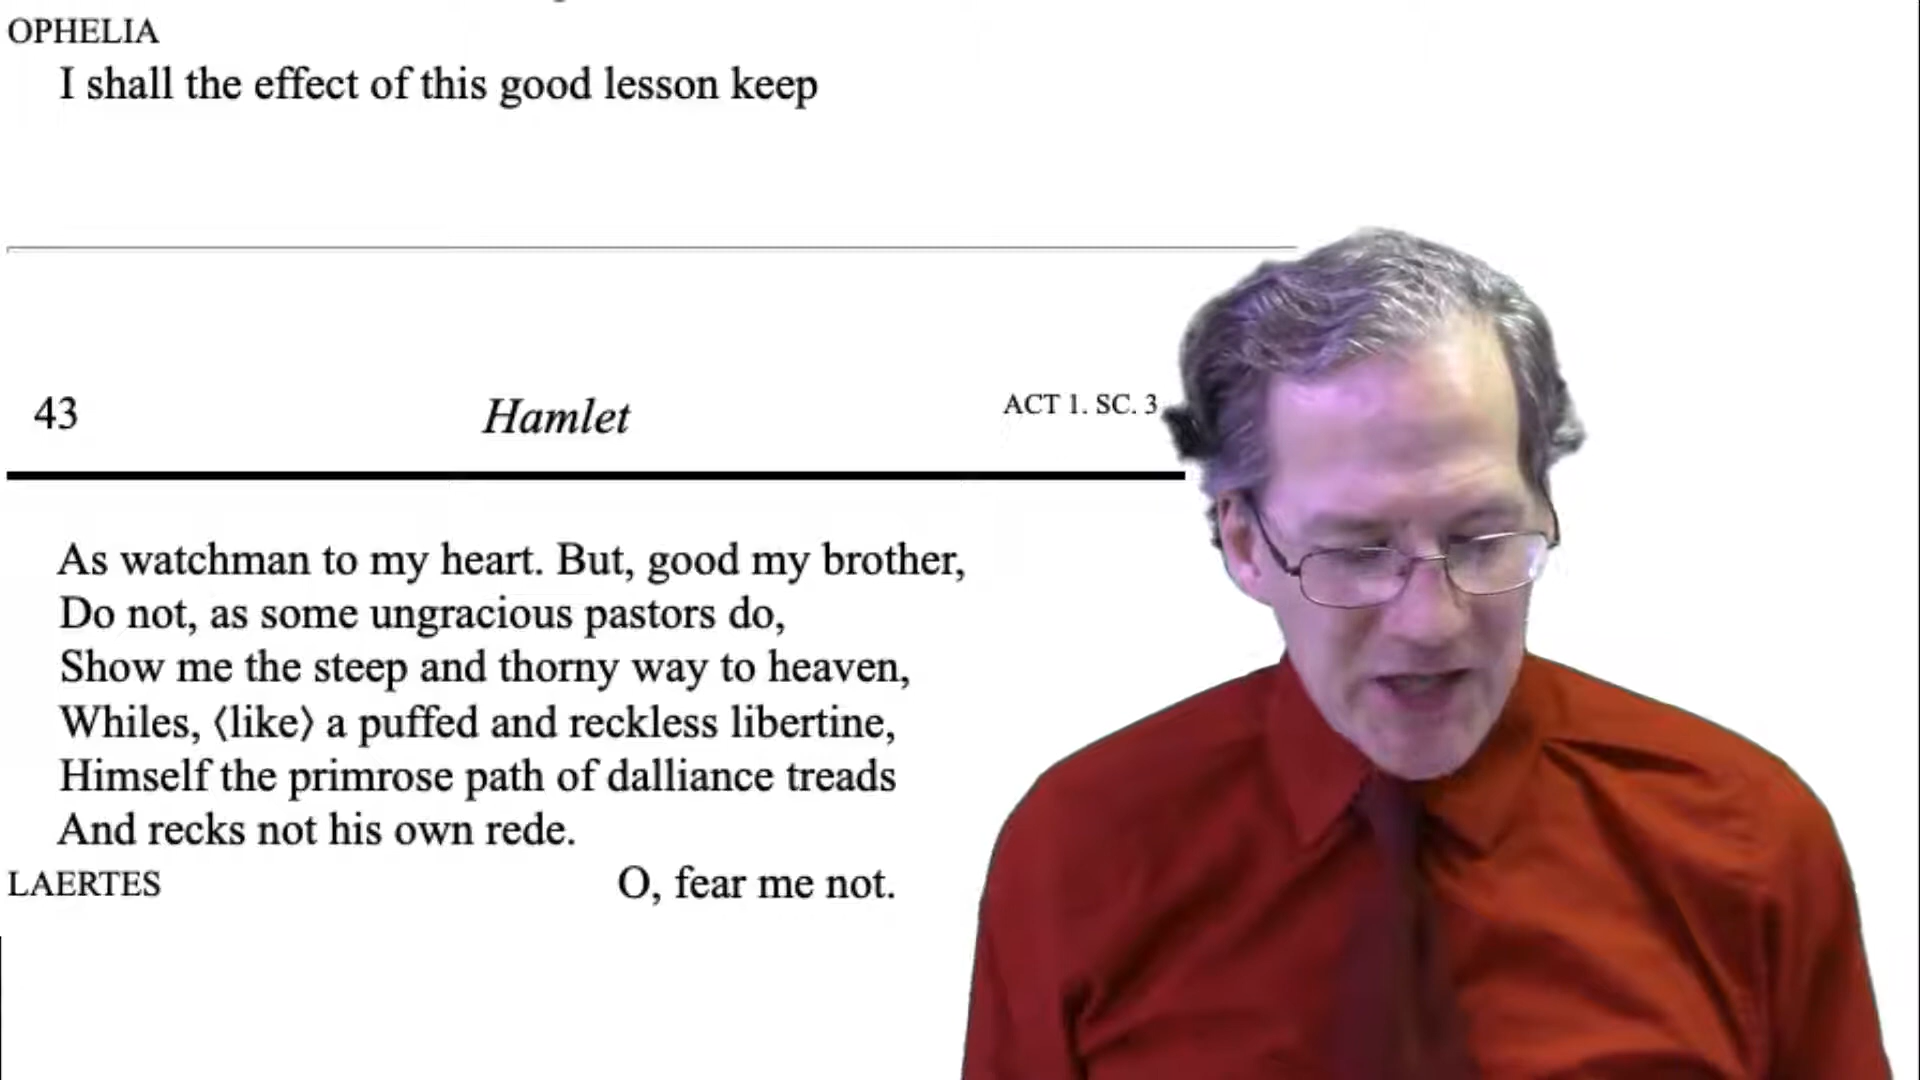 OPHELIA
I shall the effect of this good lesson keep
43 Hamlet ACT 1. SC. 3
As watchman to my heart. But, good my brother,
Do not, as some ungracious pastors do,
Show me the steep and thorny way to heaven,
Whiles, ⟨like⟩ a puffed and reckless libertine,
Himself the primrose path of dalliance treads
And recks not his own rede.
LAERTES O, fear me not.